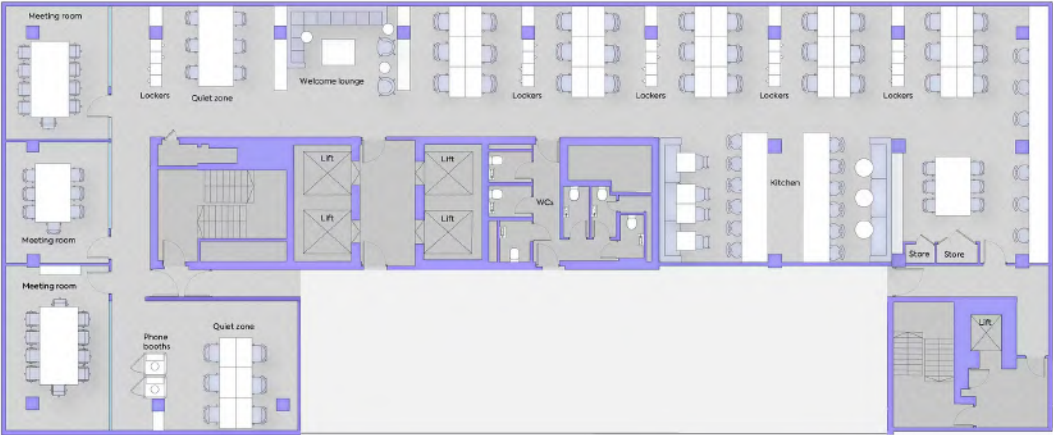 Meeting room
Lockers
Quiet zone
Welcome lounge
Lockers
Lockers
Lockers
Lockers
Lift
Lift
Lift
Lift
WCs
Kitchen
Meeting room
Store
Store
Meeting room
Phone
booths
Quiet zone
Lift